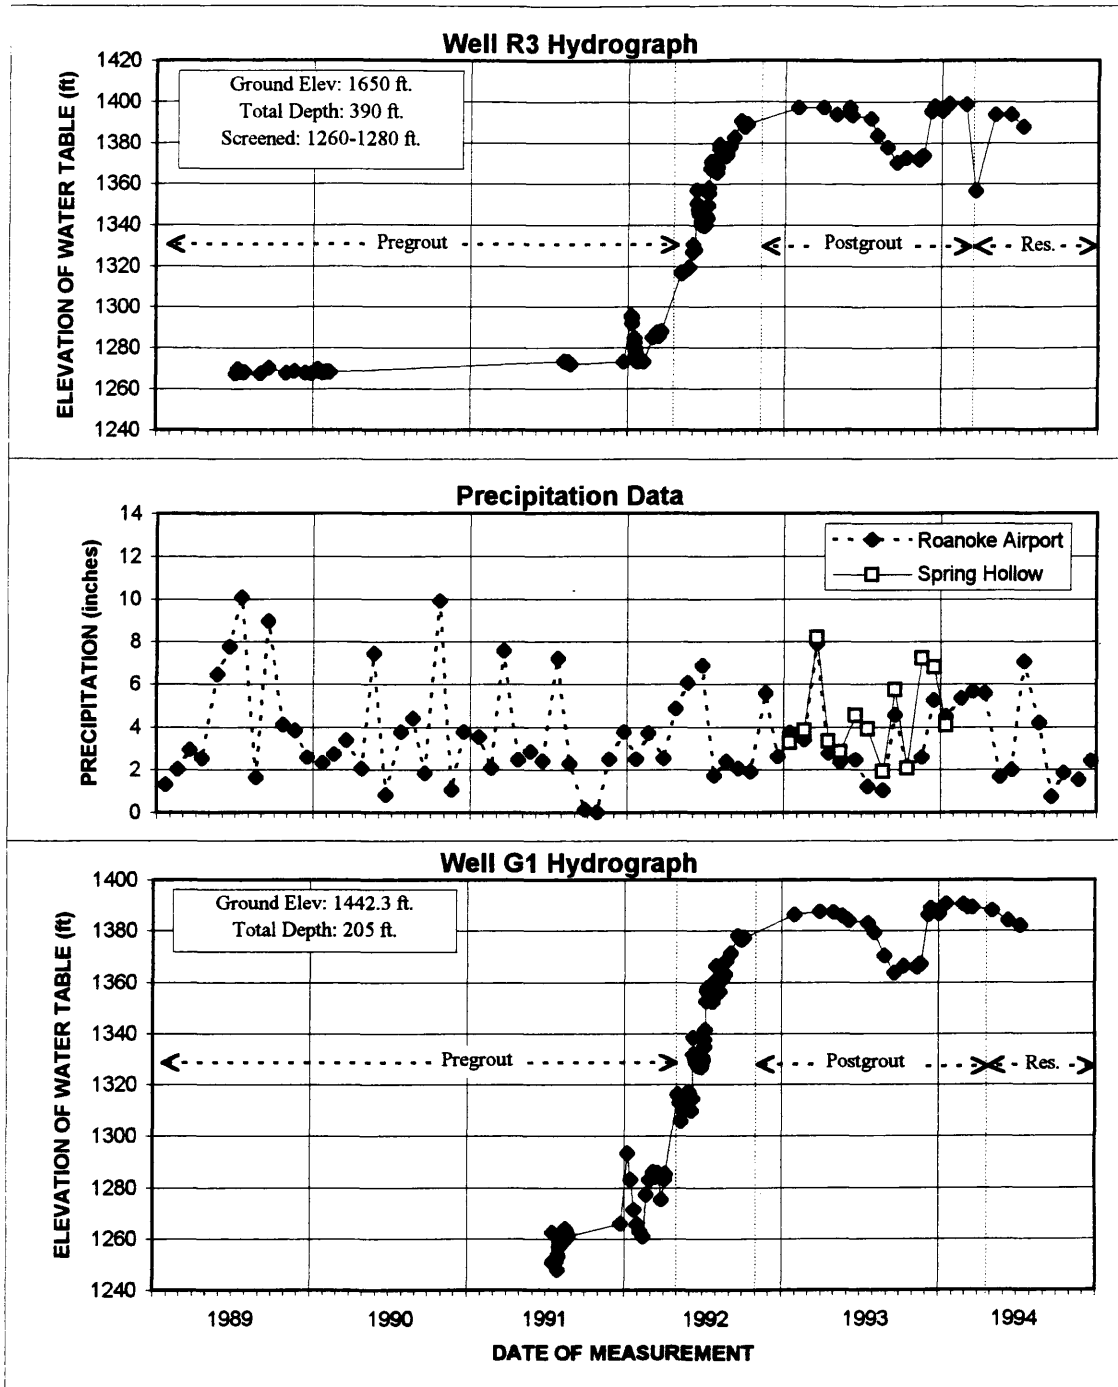 Well R3 Hydrograph
ELEVATION OF WATER TABLE (ft)
1420
1400
1380
1360
1340
1320
1300
1280
1260
1240
Ground Elev: 1650 ft.
Total Depth: 390 ft.
Screened: 1260-1280 ft.
Pregrout
Postgrout
Res.
Precipitation Data
PRECIPITATION (inches)
14
12
10
8
6
4
2
0
Roanoke Airport
Spring Hollow
Well G1 Hydrograph
ELEVATION OF WATER TABLE (ft)
1400
1380
1360
1340
1320
1300
1280
1260
1240
Ground Elev: 1442.3 ft.
Total Depth: 205 ft.
Pregrout
Postgrout
Res.
1989 1990 1991 1992 1993 1994
DATE OF MEASUREMENT